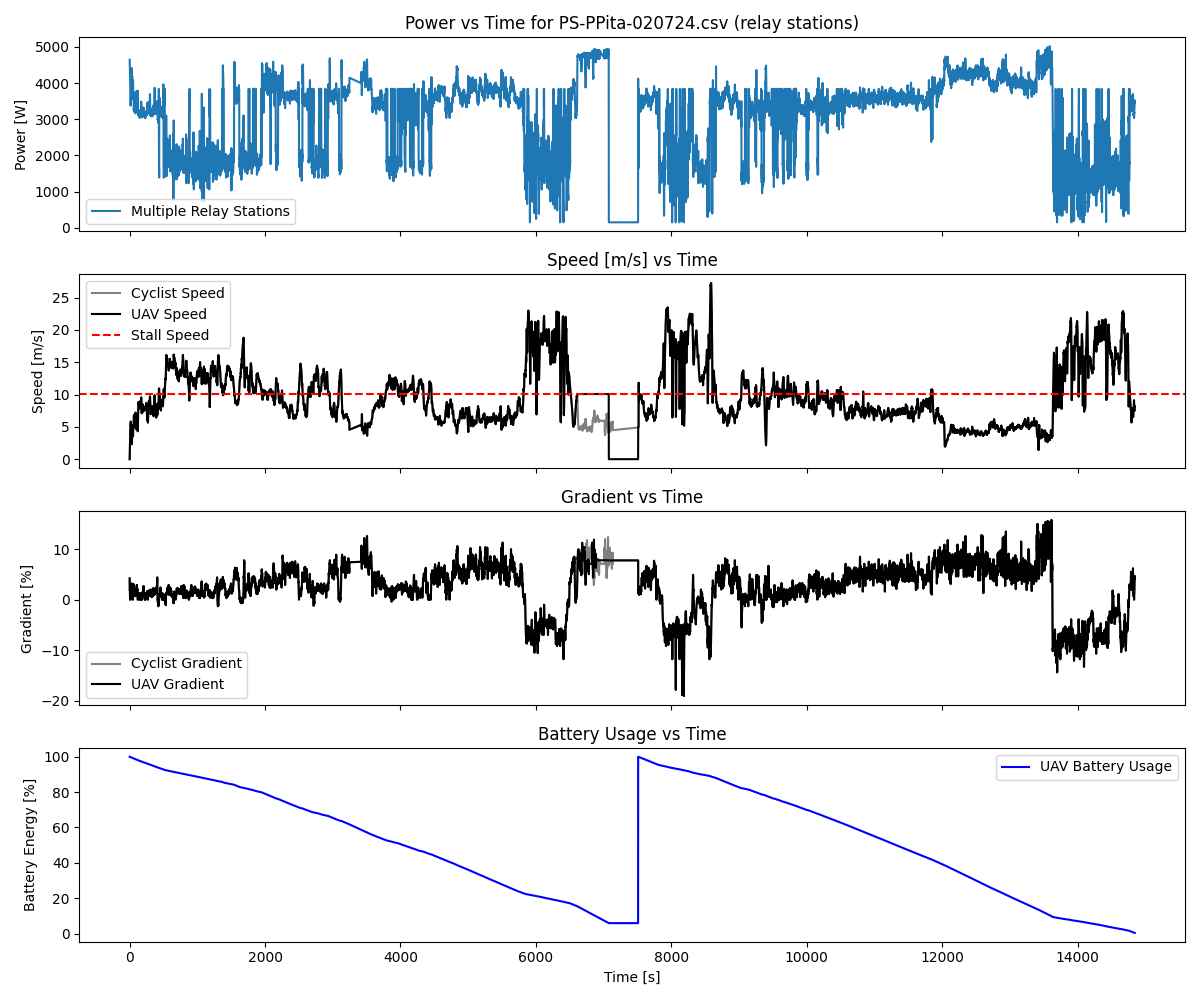 Power vs Time for PS-PPita-020724.csv (relay stations)
5000
4000
3000
2000
1000
0
Power [W]
Multiple Relay Stations
Speed [m/s] vs Time
25
20
15
10
5
0
Speed [m/s]
Cyclist Speed
UAV Speed
Stall Speed
Gradient vs Time
10
0
−10
−20
Gradient [%]
Cyclist Gradient
UAV Gradient
Battery Usage vs Time
100
80
60
40
20
0
Battery Energy [%]
UAV Battery Usage
0 2000 4000 6000 8000 10000 12000 14000
Time [s]